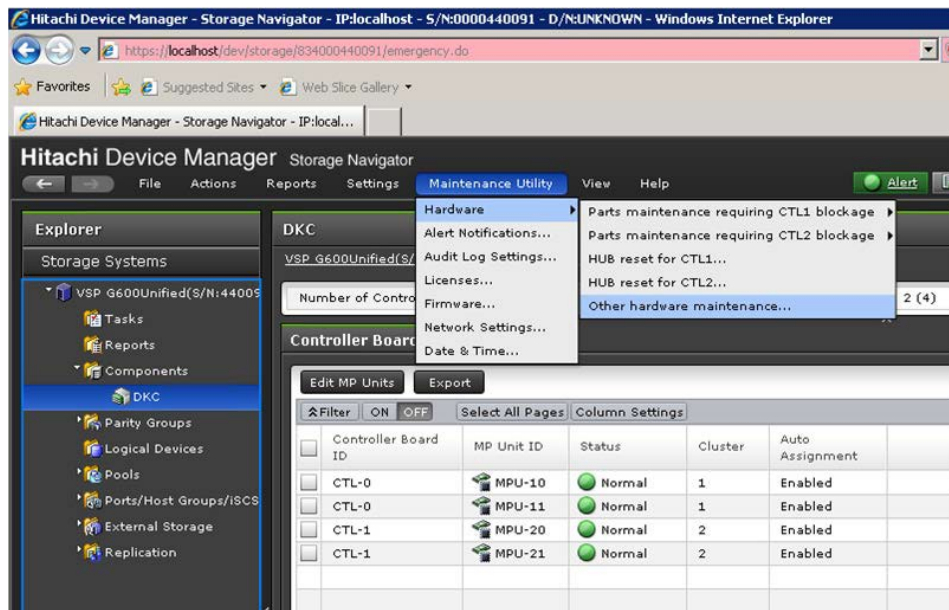 Hitachi Device Manager - Storage Navigator - IP:localhost - S/N:0000440091 - D/N:UNKNOWN - Windows Internet Explorer
https://localhost/dev/storage/834000440091/emergency.do
Favorites Suggested Sites Web Slice Gallery
Hitachi Device Manager - Storage Navigator - IP:local...
Hitachi Device Manager Storage Navigator
File Actions Reports Settings Maintenance Utility View Help Alert
Hardware
Alert Notifications...
Audit Log Settings...
Licenses...
Firmware...
Network Settings...
Date & Time...
Parts maintenance requiring CTL1 blockage
Parts maintenance requiring CTL2 blockage
HUB reset for CTL1...
HUB reset for CTL2...
Other hardware maintenance...
Explorer
Storage Systems
VSP G600Unified(S/N:44009
Tasks
Reports
Components
DKC
Parity Groups
Logical Devices
Pools
Ports/Host Groups/iSCS
External Storage
Replication
DKC
VSP G600Unified(S/
Number of Contro 2 (4)
Controller Boar
Edit MP Units Export
Filter ON OFF Select All Pages Column Settings
Controller Board ID MP Unit ID Status Cluster Auto Assignment
CTL-0 MPU-10 Normal 1 Enabled
CTL-0 MPU-11 Normal 1 Enabled
CTL-1 MPU-20 Normal 2 Enabled
CTL-1 MPU-21 Normal 2 Enabled